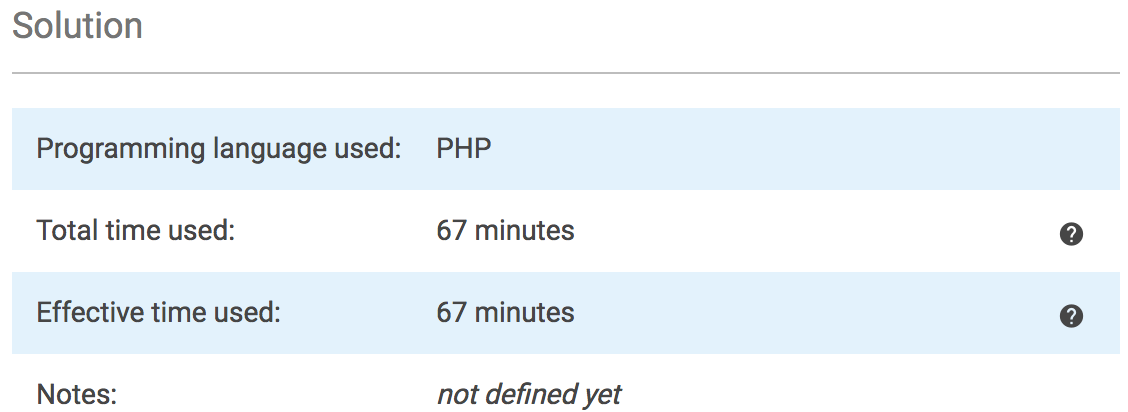 Solution
Programming language used: PHP
Total time used: 67 minutes ?
Effective time used: 67 minutes ?
Notes: not defined yet